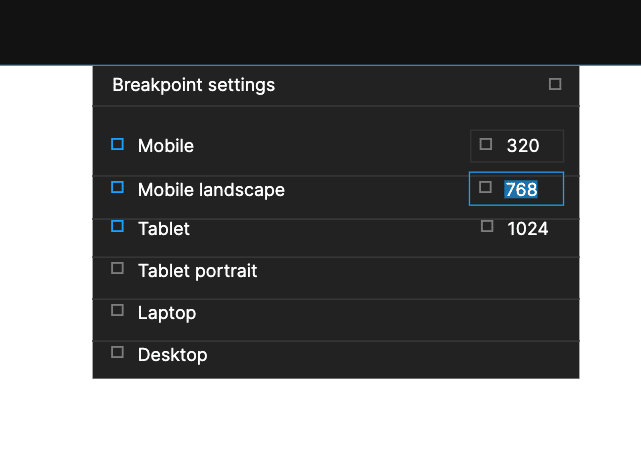 Breakpoint settings
Mobile 320
Mobile landscape 768
Tablet 1024
Tablet portrait
Laptop
Desktop